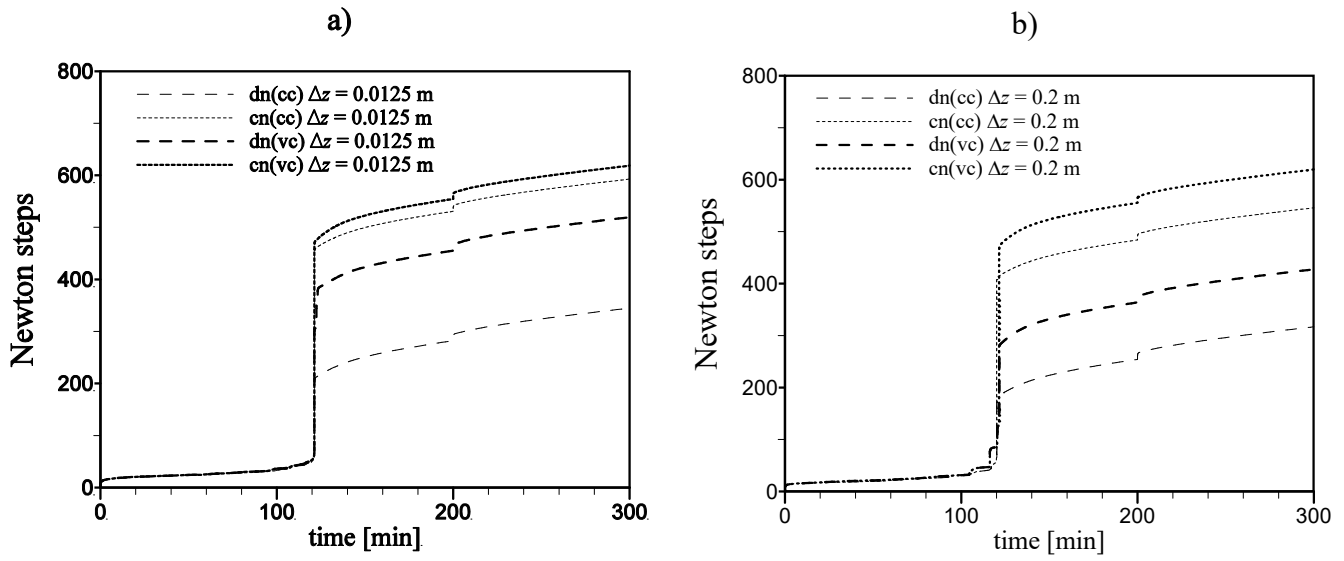 a)
800
600
400
200
0
Newton steps
dn(cc) Δz = 0.0125 m
cn(cc) Δz = 0.0125 m
dn(vc) Δz = 0.0125 m
cn(vc) Δz = 0.0125 m
0 100 200 300
time [min]
b)
800
600
400
200
0
Newton steps
dn(cc) Δz = 0.2 m
cn(cc) Δz = 0.2 m
dn(vc) Δz = 0.2 m
cn(vc) Δz = 0.2 m
0 100 200 300
time [min]